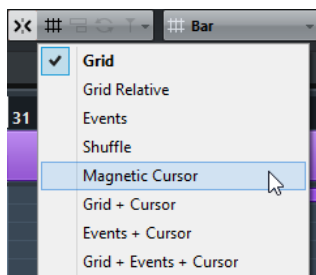 Bar
Grid
Grid Relative
31
Events
Shuffle
Magnetic Cursor
Grid + Cursor
Events + Cursor
Grid + Events + Cursor